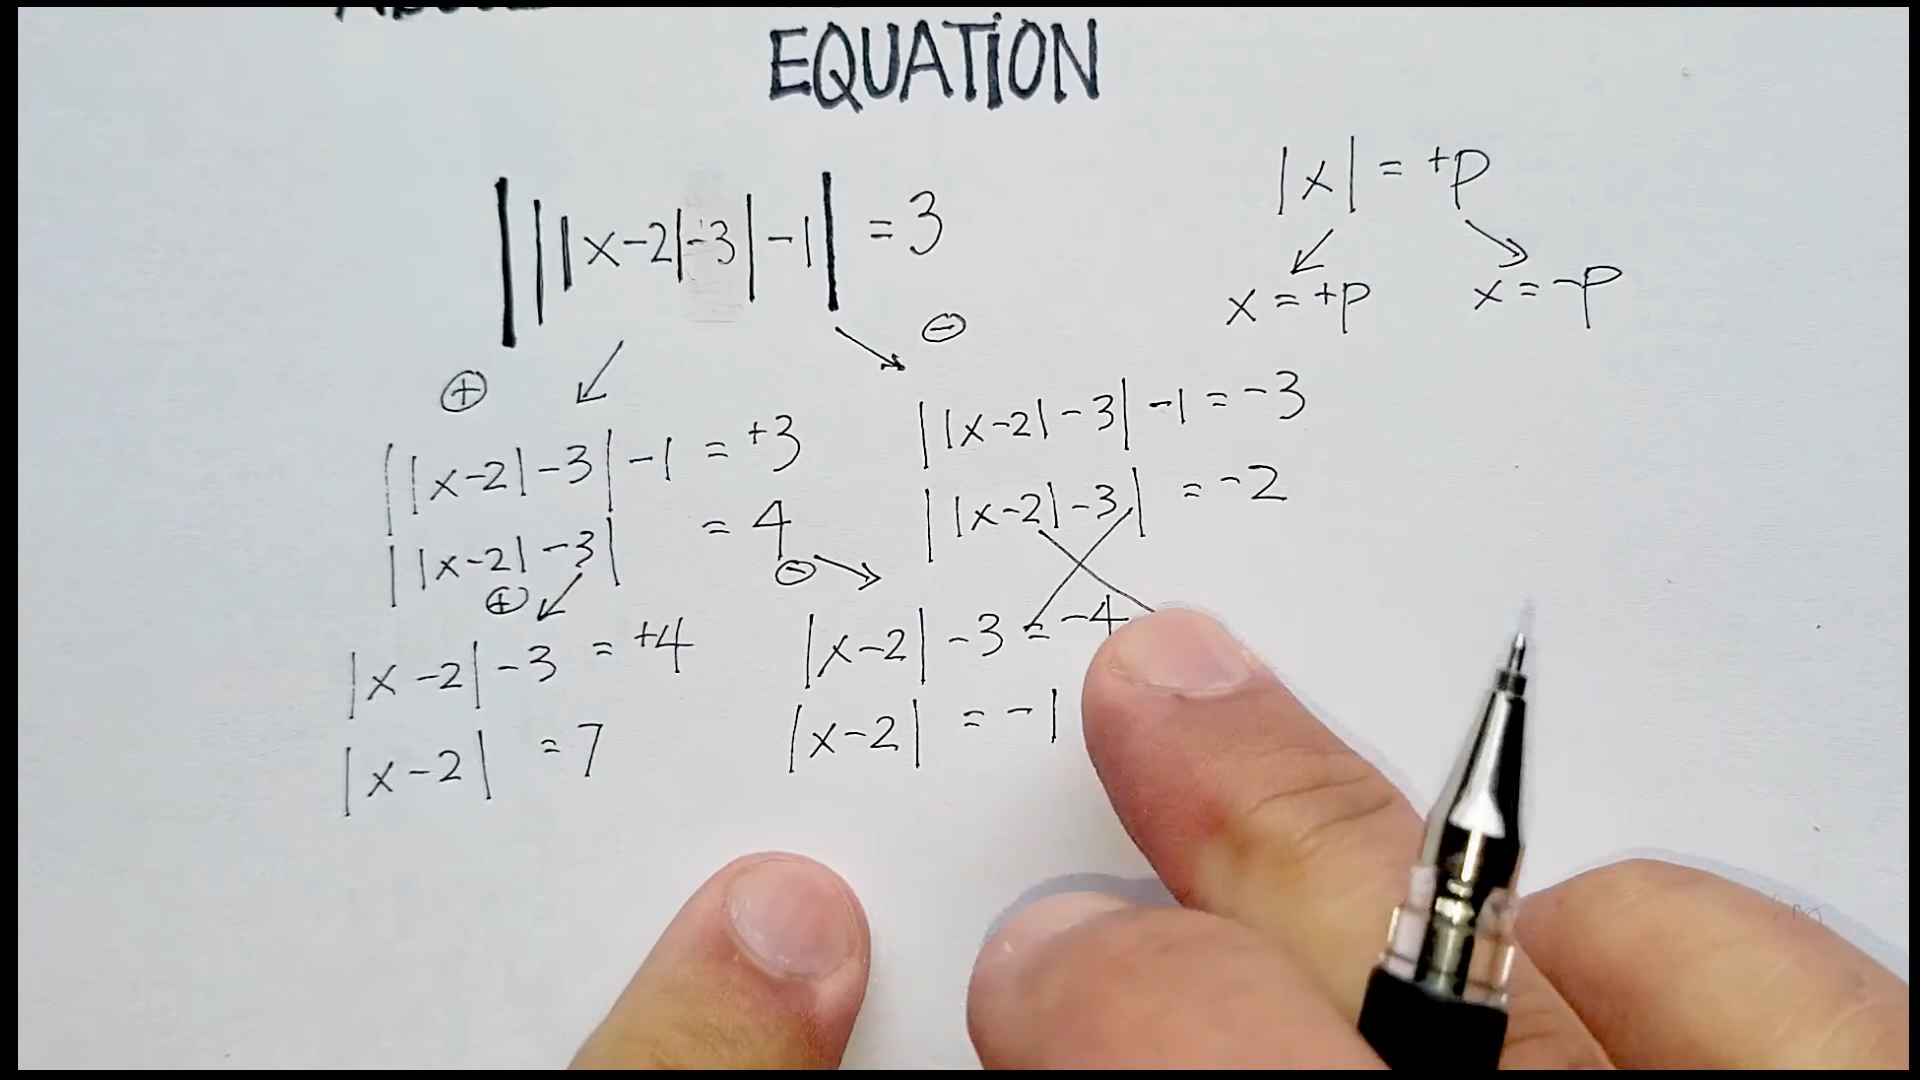 EQUATION
|||x-2|-3|-1| = 3
|x| = +p
x = +p
x = -p
⊕
⊖
||x-2|-3|-1 = +3
||x-2|-3| = 4
⊕
⊖
|x-2|-3 = +4
|x-2| = 7
||x-2|-3|-1 = -3
||x-2|-3| = -2
|x-2|-3 = -4
|x-2| = -1